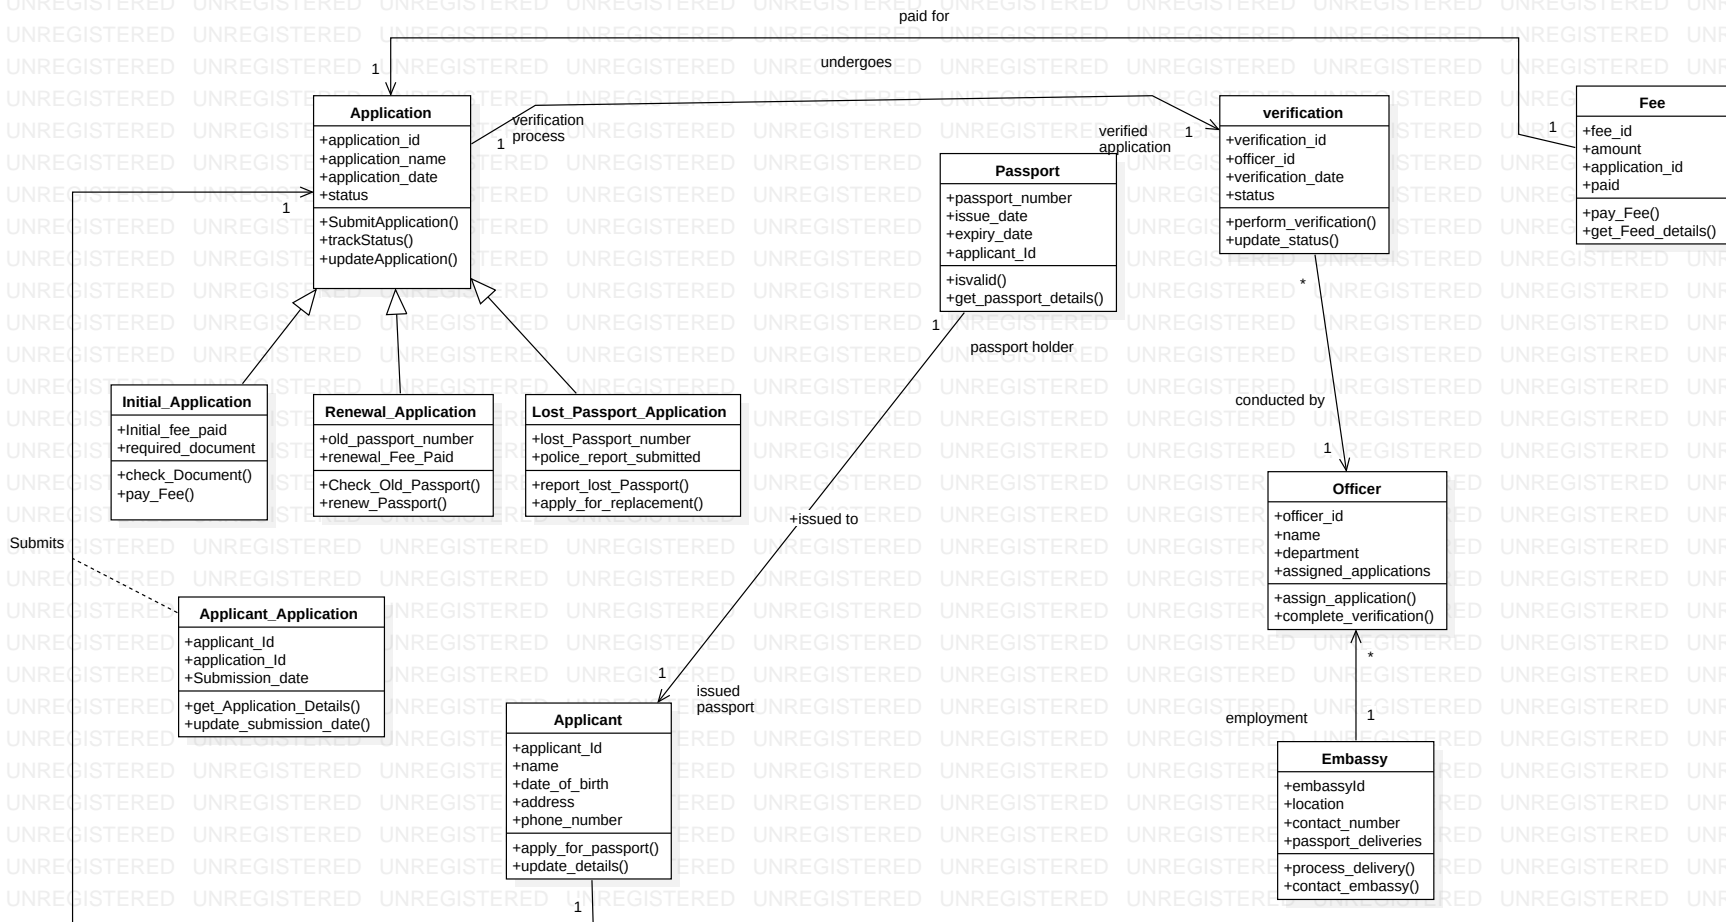 paid for
undergoes
1
Application
+application_id
+application_name
+application_date
+status
+SubmitApplication()
+trackStatus()
+updateApplication()
1
verification
process
1
verified
application
1
verification
+verification_id
+officer_id
+verification_date
+status
+perform_verification()
+update_status()
Fee
+fee_id
+amount
+application_id
+paid
+pay_Fee()
+get_Feed_details()
1
Passport
+passport_number
+issue_date
+expiry_date
+applicant_Id
+isvalid()
+get_passport_details()
1
passport holder
1
*
conducted by
1
Initial_Application
+Initial_fee_paid
+required_document
+check_Document()
+pay_Fee()
Renewal_Application
+old_passport_number
+renewal_Fee_Paid
+Check_Old_Passport()
+renew_Passport()
Lost_Passport_Application
+lost_Passport_number
+police_report_submitted
+report_lost_Passport()
+apply_for_replacement()
+issued to
Officer
+officer_id
+name
+department
+assigned_applications
+assign_application()
+complete_verification()
Submits
Applicant_Application
+applicant_Id
+application_Id
+Submission_date
+get_Application_Details()
+update_submission_date()
1
issued
passport
Applicant
+applicant_Id
+name
+date_of_birth
+address
+phone_number
+apply_for_passport()
+update_details()
1
*
1
employment
Embassy
+embassyId
+location
+contact_number
+passport_deliveries
+process_delivery()
+contact_embassy()
UNREGISTERED